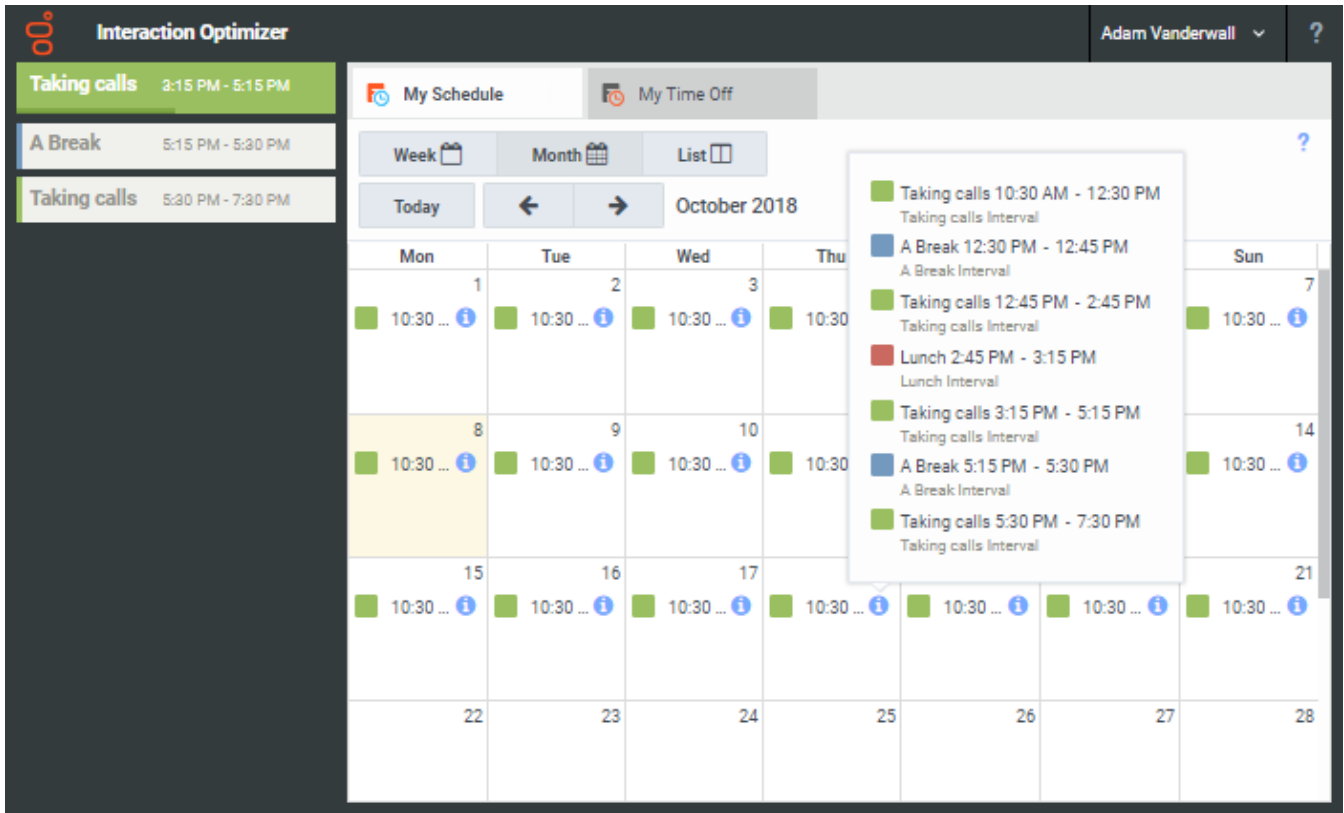 Interaction Optimizer
Adam Vanderwall
?
Taking calls 3:15 PM - 5:15 PM
A Break 5:15 PM - 5:30 PM
Taking calls 5:30 PM - 7:30 PM
My Schedule
My Time Off
Week
Month
List
?
Today
October 2018
Taking calls 10:30 AM - 12:30 PM
Taking calls Interval
A Break 12:30 PM - 12:45 PM
A Break Interval
Taking calls 12:45 PM - 2:45 PM
Taking calls Interval
Lunch 2:45 PM - 3:15 PM
Lunch Interval
Taking calls 3:15 PM - 5:15 PM
Taking calls Interval
A Break 5:15 PM - 5:30 PM
A Break Interval
Taking calls 5:30 PM - 7:30 PM
Taking calls Interval
Mon Tue Wed Thu Sun
1 2 3 7
10:30 ... 10:30 ... 10:30 ... 10:30 10:30 ...
8 9 10 14
10:30 ... 10:30 ... 10:30 ... 10:30 10:30 ...
15 16 17 21
10:30 ... 10:30 ... 10:30 ... 10:30 ... 10:30 ... 10:30 ... 10:30 ...
22 23 24 25 26 27 28